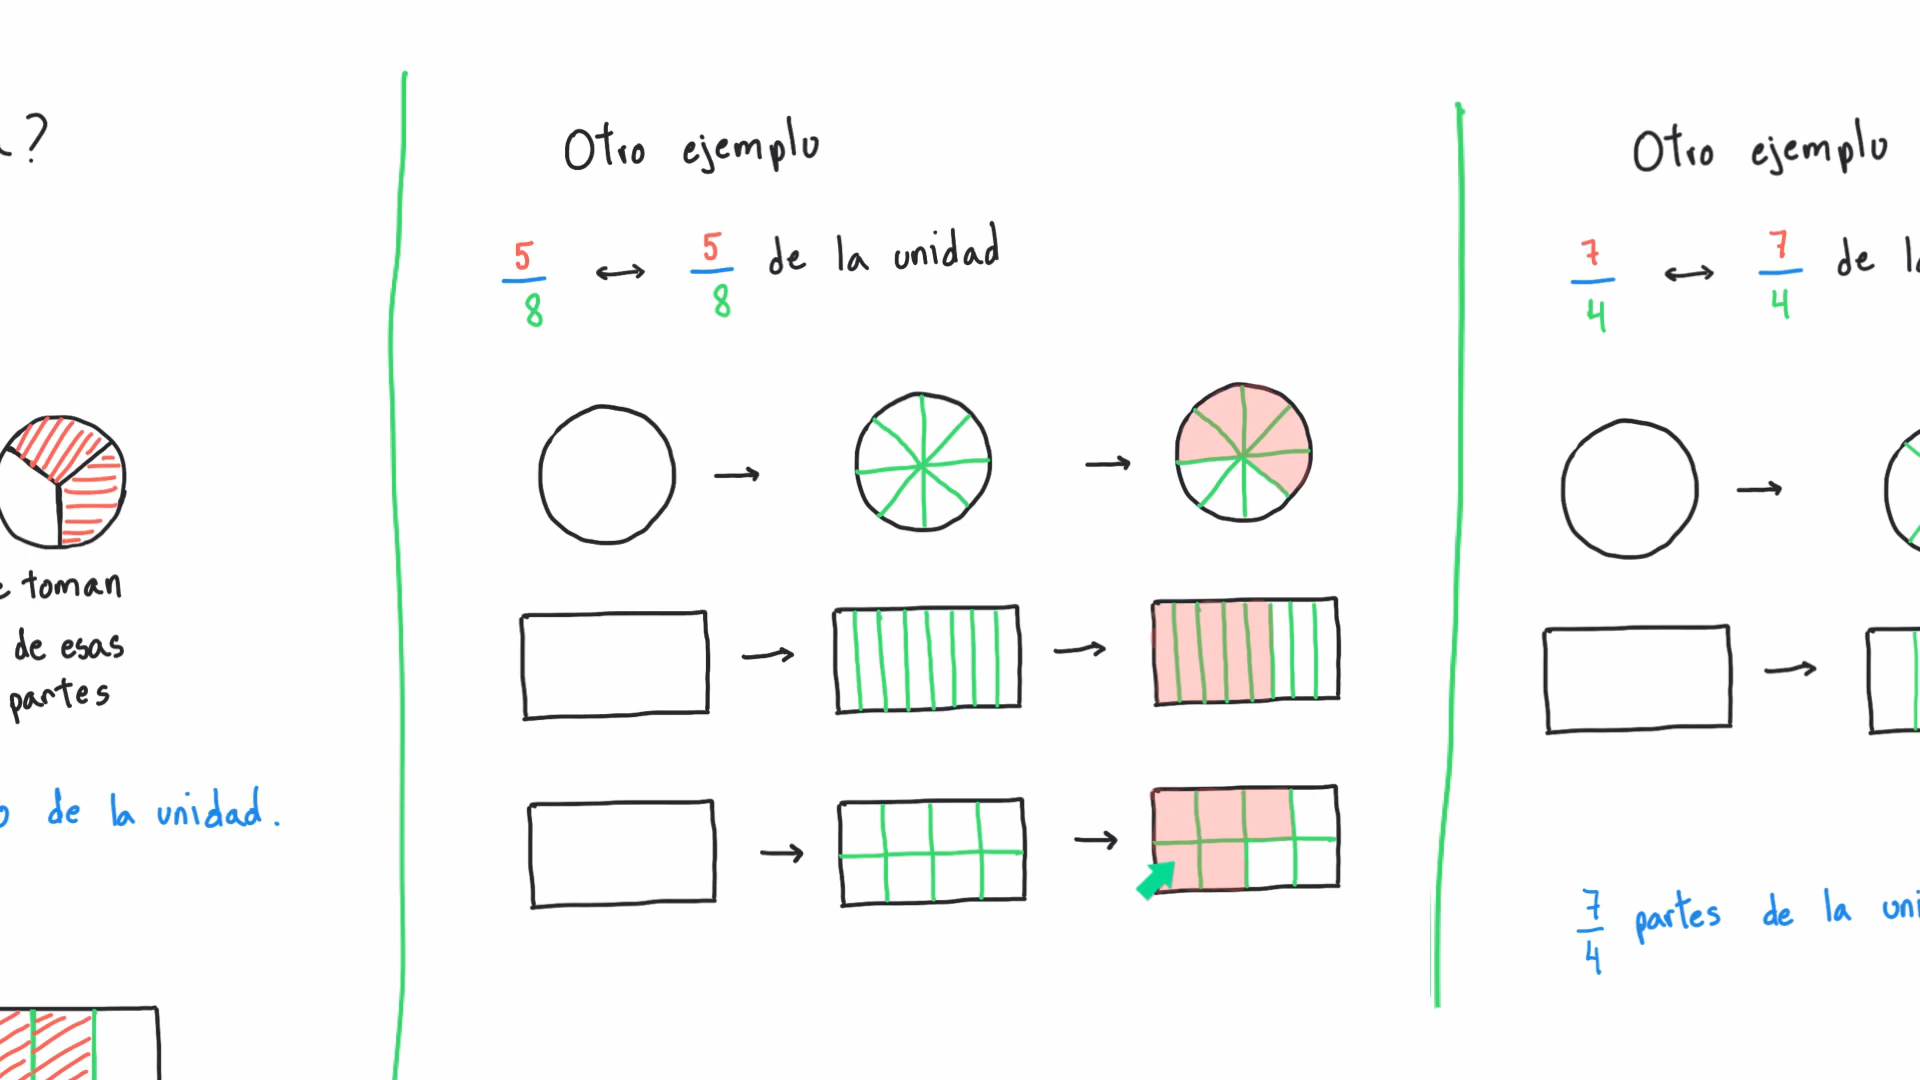 ?
toman
de esas
partes
de la unidad.
Otro ejemplo
5/8 ↔ 5/8 de la unidad
Otro ejemplo
7/4 ↔ 7/4 de
7/4 partes de la